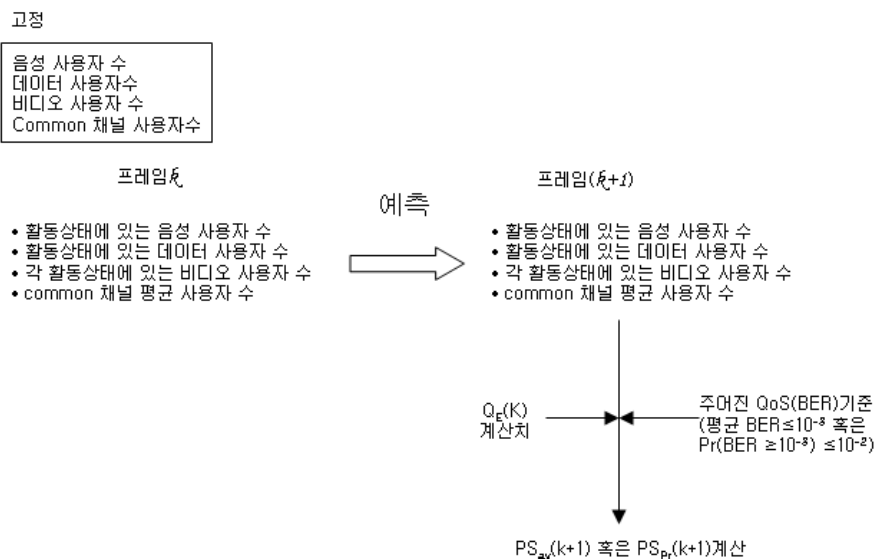 고정
음성 사용자 수
데이터 사용자수
비디오 사용자 수
Common 채널 사용자수
프레임k
예측
프레임(k+1)
• 활동상태에 있는 음성 사용자 수
• 활동상태에 있는 데이터 사용자 수
• 각 활동상태에 있는 비디오 사용자 수
• common 채널 평균 사용자 수
• 활동상태에 있는 음성 사용자 수
• 활동상태에 있는 데이터 사용자 수
• 각 활동상태에 있는 비디오 사용자 수
• common 채널 평균 사용자 수
Q_E(K)
계산치
주어진 QoS(BER)기준
(평균 BER≤10⁻³ 혹은
Pr(BER ≥10⁻³) ≤10⁻²)
PS_av(k+1) 혹은 PS_Pr(k+1)계산